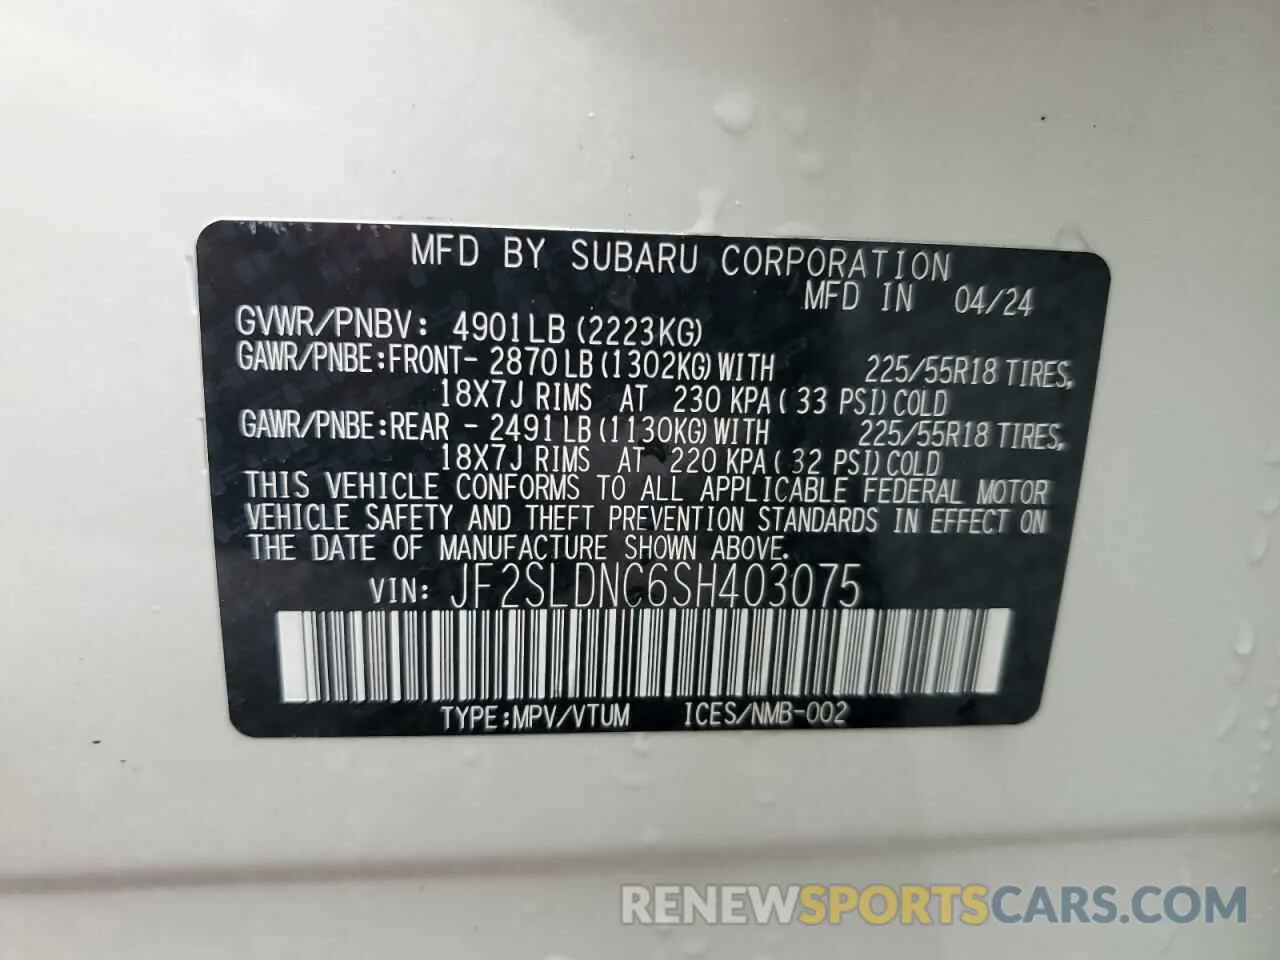 MFD BY SUBARU CORPORATION
MFD IN 04/24
GVWR/PNBV: 4901LB (2223KG)
GAWR/PNBE:FRONT- 2870LB (1302KG)WITH 225/55R18 TIRES,
18X7J RIMS AT 230 KPA ( 33 PSI) COLD
GAWR/PNBE:REAR - 2491LB (1130KG)WITH 225/55R18 TIRES,
18X7J RIMS AT 220 KPA ( 32 PSI) COLD
THIS VEHICLE CONFORMS TO ALL APPLICABLE FEDERAL MOTOR
VEHICLE SAFETY AND THEFT PREVENTION STANDARDS IN EFFECT ON
THE DATE OF MANUFACTURE SHOWN ABOVE.
VIN: JF2SLDNC6SH403075
TYPE:MPV/VTUM ICES/NMB-002
RENEWSPORTSCARS.COM